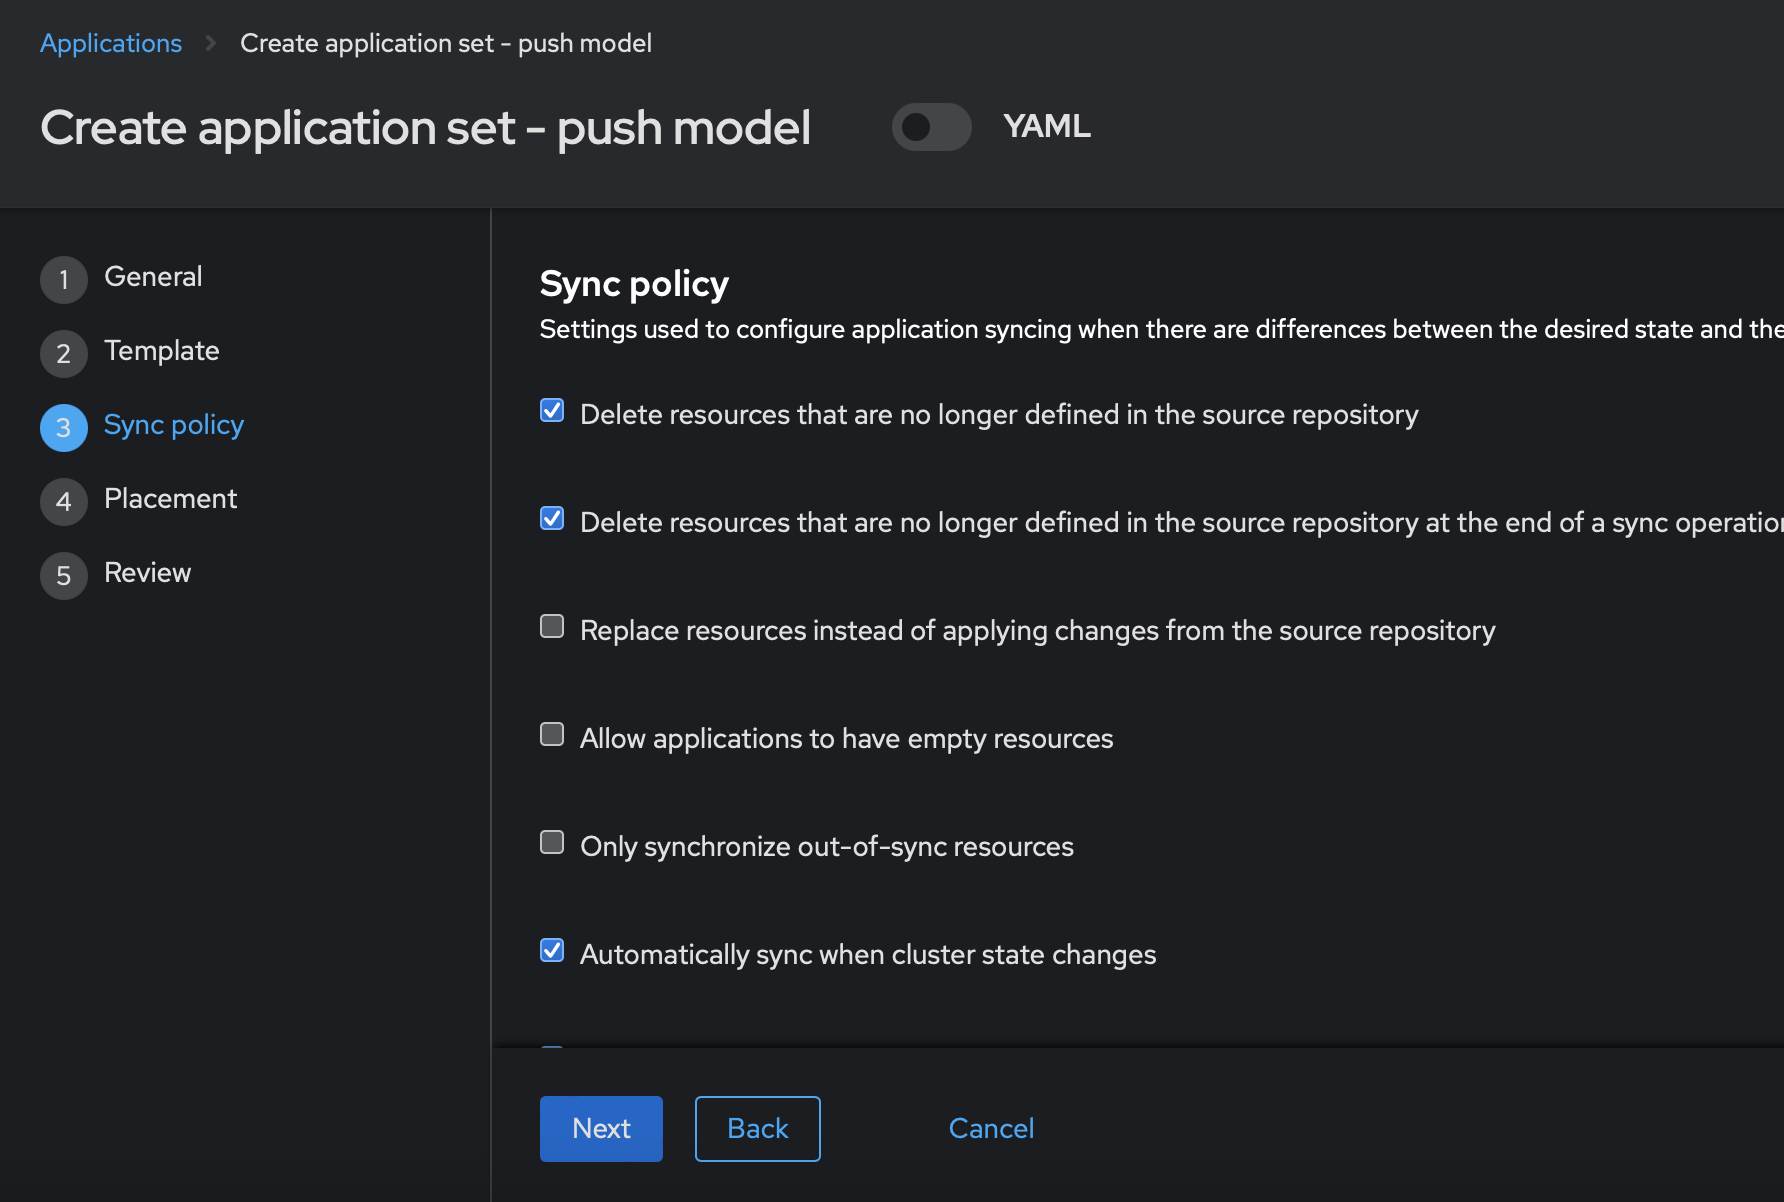 Applications > Create application set - push model
Create application set - push model YAML
1 General
2 Template
3 Sync policy
4 Placement
5 Review
Sync policy
Settings used to configure application syncing when there are differences between the desired state and the
Delete resources that are no longer defined in the source repository
Delete resources that are no longer defined in the source repository at the end of a sync operation
Replace resources instead of applying changes from the source repository
Allow applications to have empty resources
Only synchronize out-of-sync resources
Automatically sync when cluster state changes
Next Back Cancel